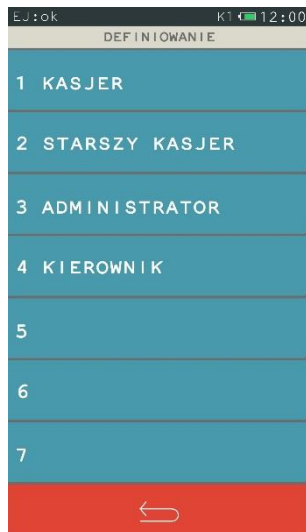 EJ:ok K1 12:00
DEFINIOWANIE
1 KASJER
2 STARSZY KASJER
3 ADMINISTRATOR
4 KIEROWNIK
5
6
7